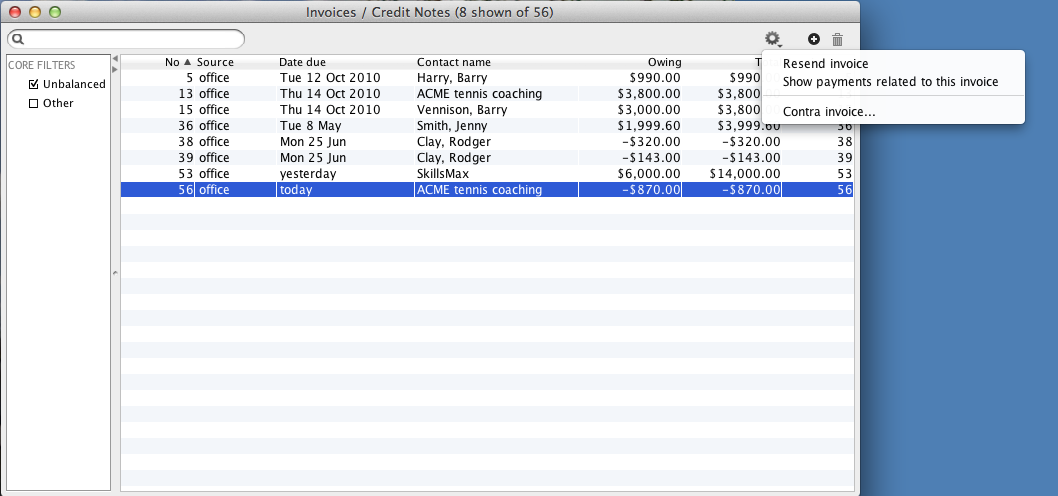 Invoices / Credit Notes (8 shown of 56)
CORE FILTERS
Unbalanced
Other
No Source Date due Contact name Owing
5 office Tue 12 Oct 2010 Harry, Barry $990.00 $990
13 office Thu 14 Oct 2010 ACME tennis coaching $3,800.00 $3,800
15 office Thu 14 Oct 2010 Vennison, Barry $3,000.00 $3,000
36 office Tue 8 May Smith, Jenny $1,999.60 $3,999.60 36
38 office Mon 25 Jun Clay, Rodger -$320.00 -$320.00 38
39 office Mon 25 Jun Clay, Rodger -$143.00 -$143.00 39
53 office yesterday SkillsMax $6,000.00 $14,000.00 53
56 office today ACME tennis coaching -$870.00 -$870.00 56
Resend invoice
Show payments related to this invoice
Contra invoice...